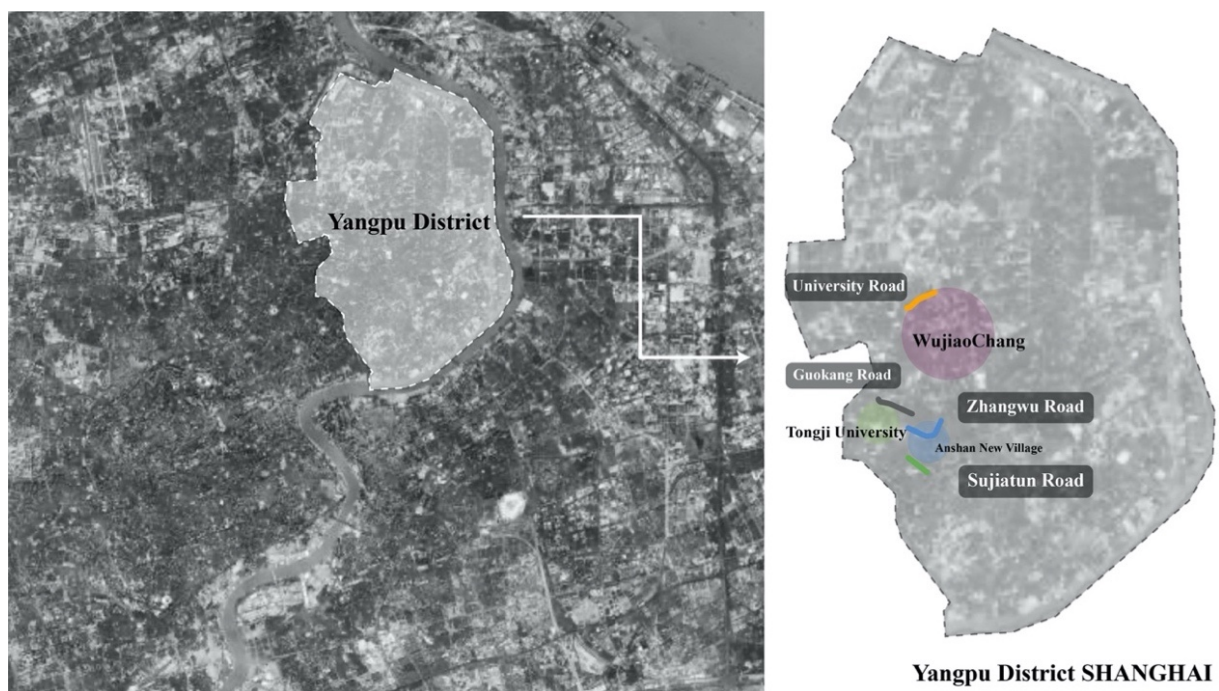 Yangpu District
University Road
WujiaoChang
Guokang Road
Zhangwu Road
Tongji University
Anshan New Village
Sujiatun Road
Yangpu District SHANGHAI